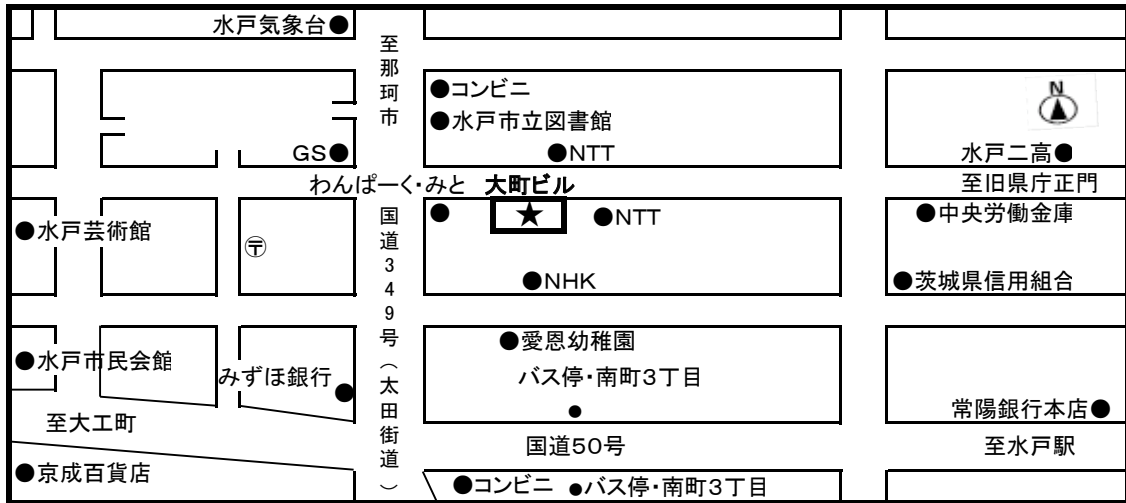 水戸気象台●
至那珂市
●コンビニ
●水戸市立図書館
N
GS●
●NTT
水戸二高●
わんぱーく・みと
大町ビル
至旧県庁正門
●水戸芸術館
〒
●
★
●NTT
●中央労働金庫
国道349号(太田街道)
●NHK
●茨城県信用組合
●水戸市民会館
みずほ銀行
●愛恩幼稚園
バス停・南町3丁目
至大工町
常陽銀行本店●
国道50号
至水戸駅
●京成百貨店
●コンビニ
●バス停・南町3丁目